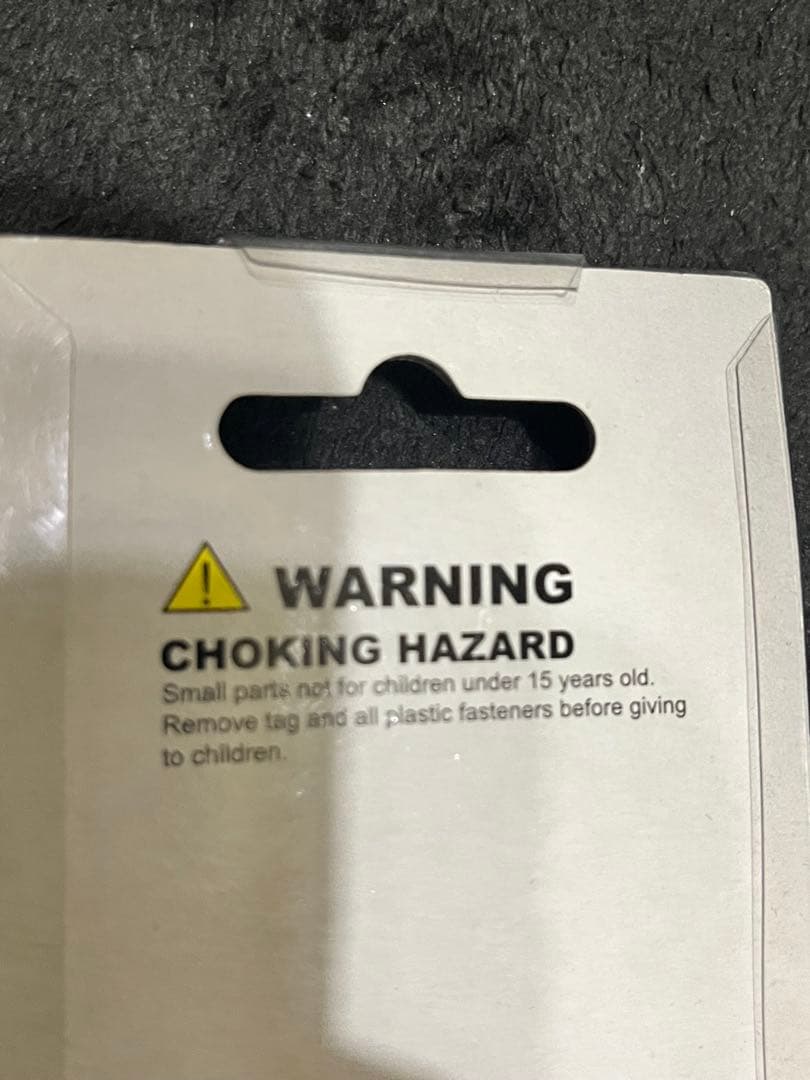 WARNING
CHOKING HAZARD
Small parts not for children under 15 years old.
Remove tag and all plastic fasteners before giving
to children.